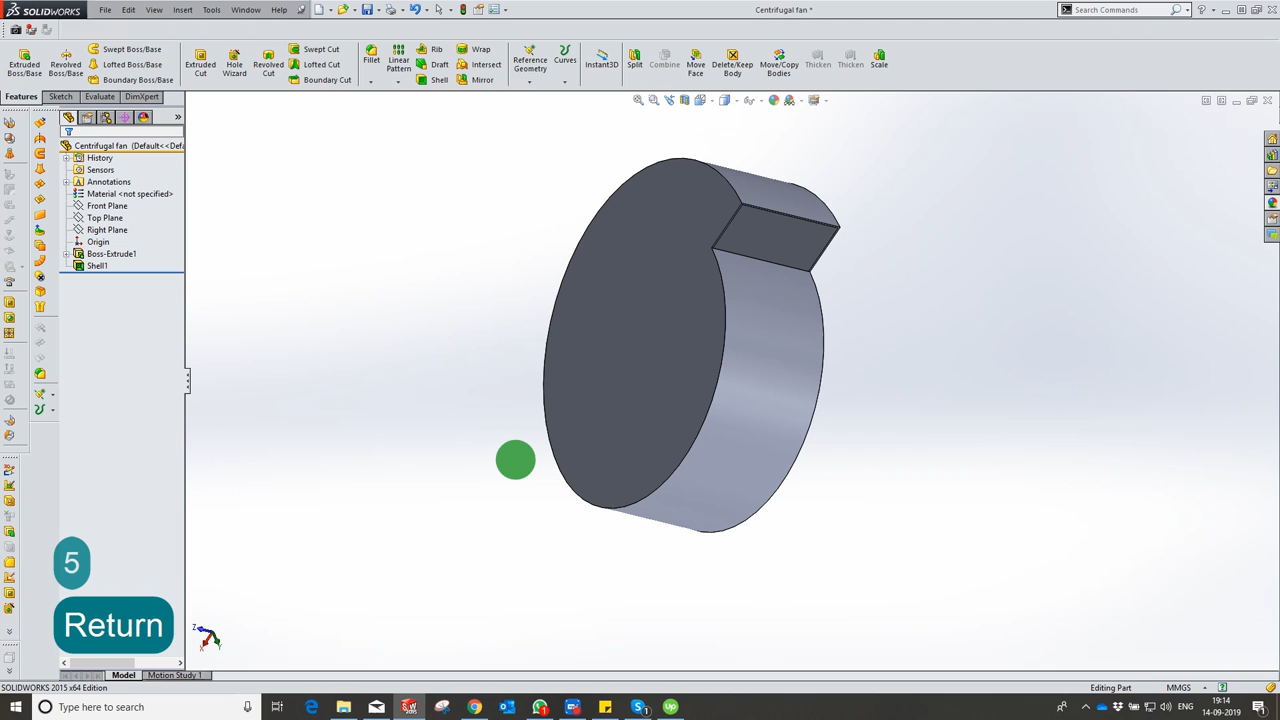 SOLIDWORKS
File Edit View Insert Tools Window Help
Centrifugal fan *
Search Commands
Extruded Boss/Base
Revolved Boss/Base
Swept Boss/Base
Lofted Boss/Base
Boundary Boss/Base
Extruded Cut
Hole Wizard
Revolved Cut
Swept Cut
Lofted Cut
Boundary Cut
Fillet
Linear Pattern
Rib
Draft
Shell
Wrap
Intersect
Mirror
Reference Geometry
Curves
Instant3D
Split
Combine
Move Face
Delete/Keep Body
Move/Copy Bodies
Thicken
Thicken
Scale
Features Sketch Evaluate DimXpert
Centrifugal fan (Default<<Defa
History
Sensors
Annotations
Material <not specified>
Front Plane
Top Plane
Right Plane
Origin
Boss-Extrude1
Shell1
5
Return
Z
X
Y
Model Motion Study 1
SOLIDWORKS 2015 x64 Edition
Editing Part
MMGS
Type here to search
ENG
19:14
14-09-2019